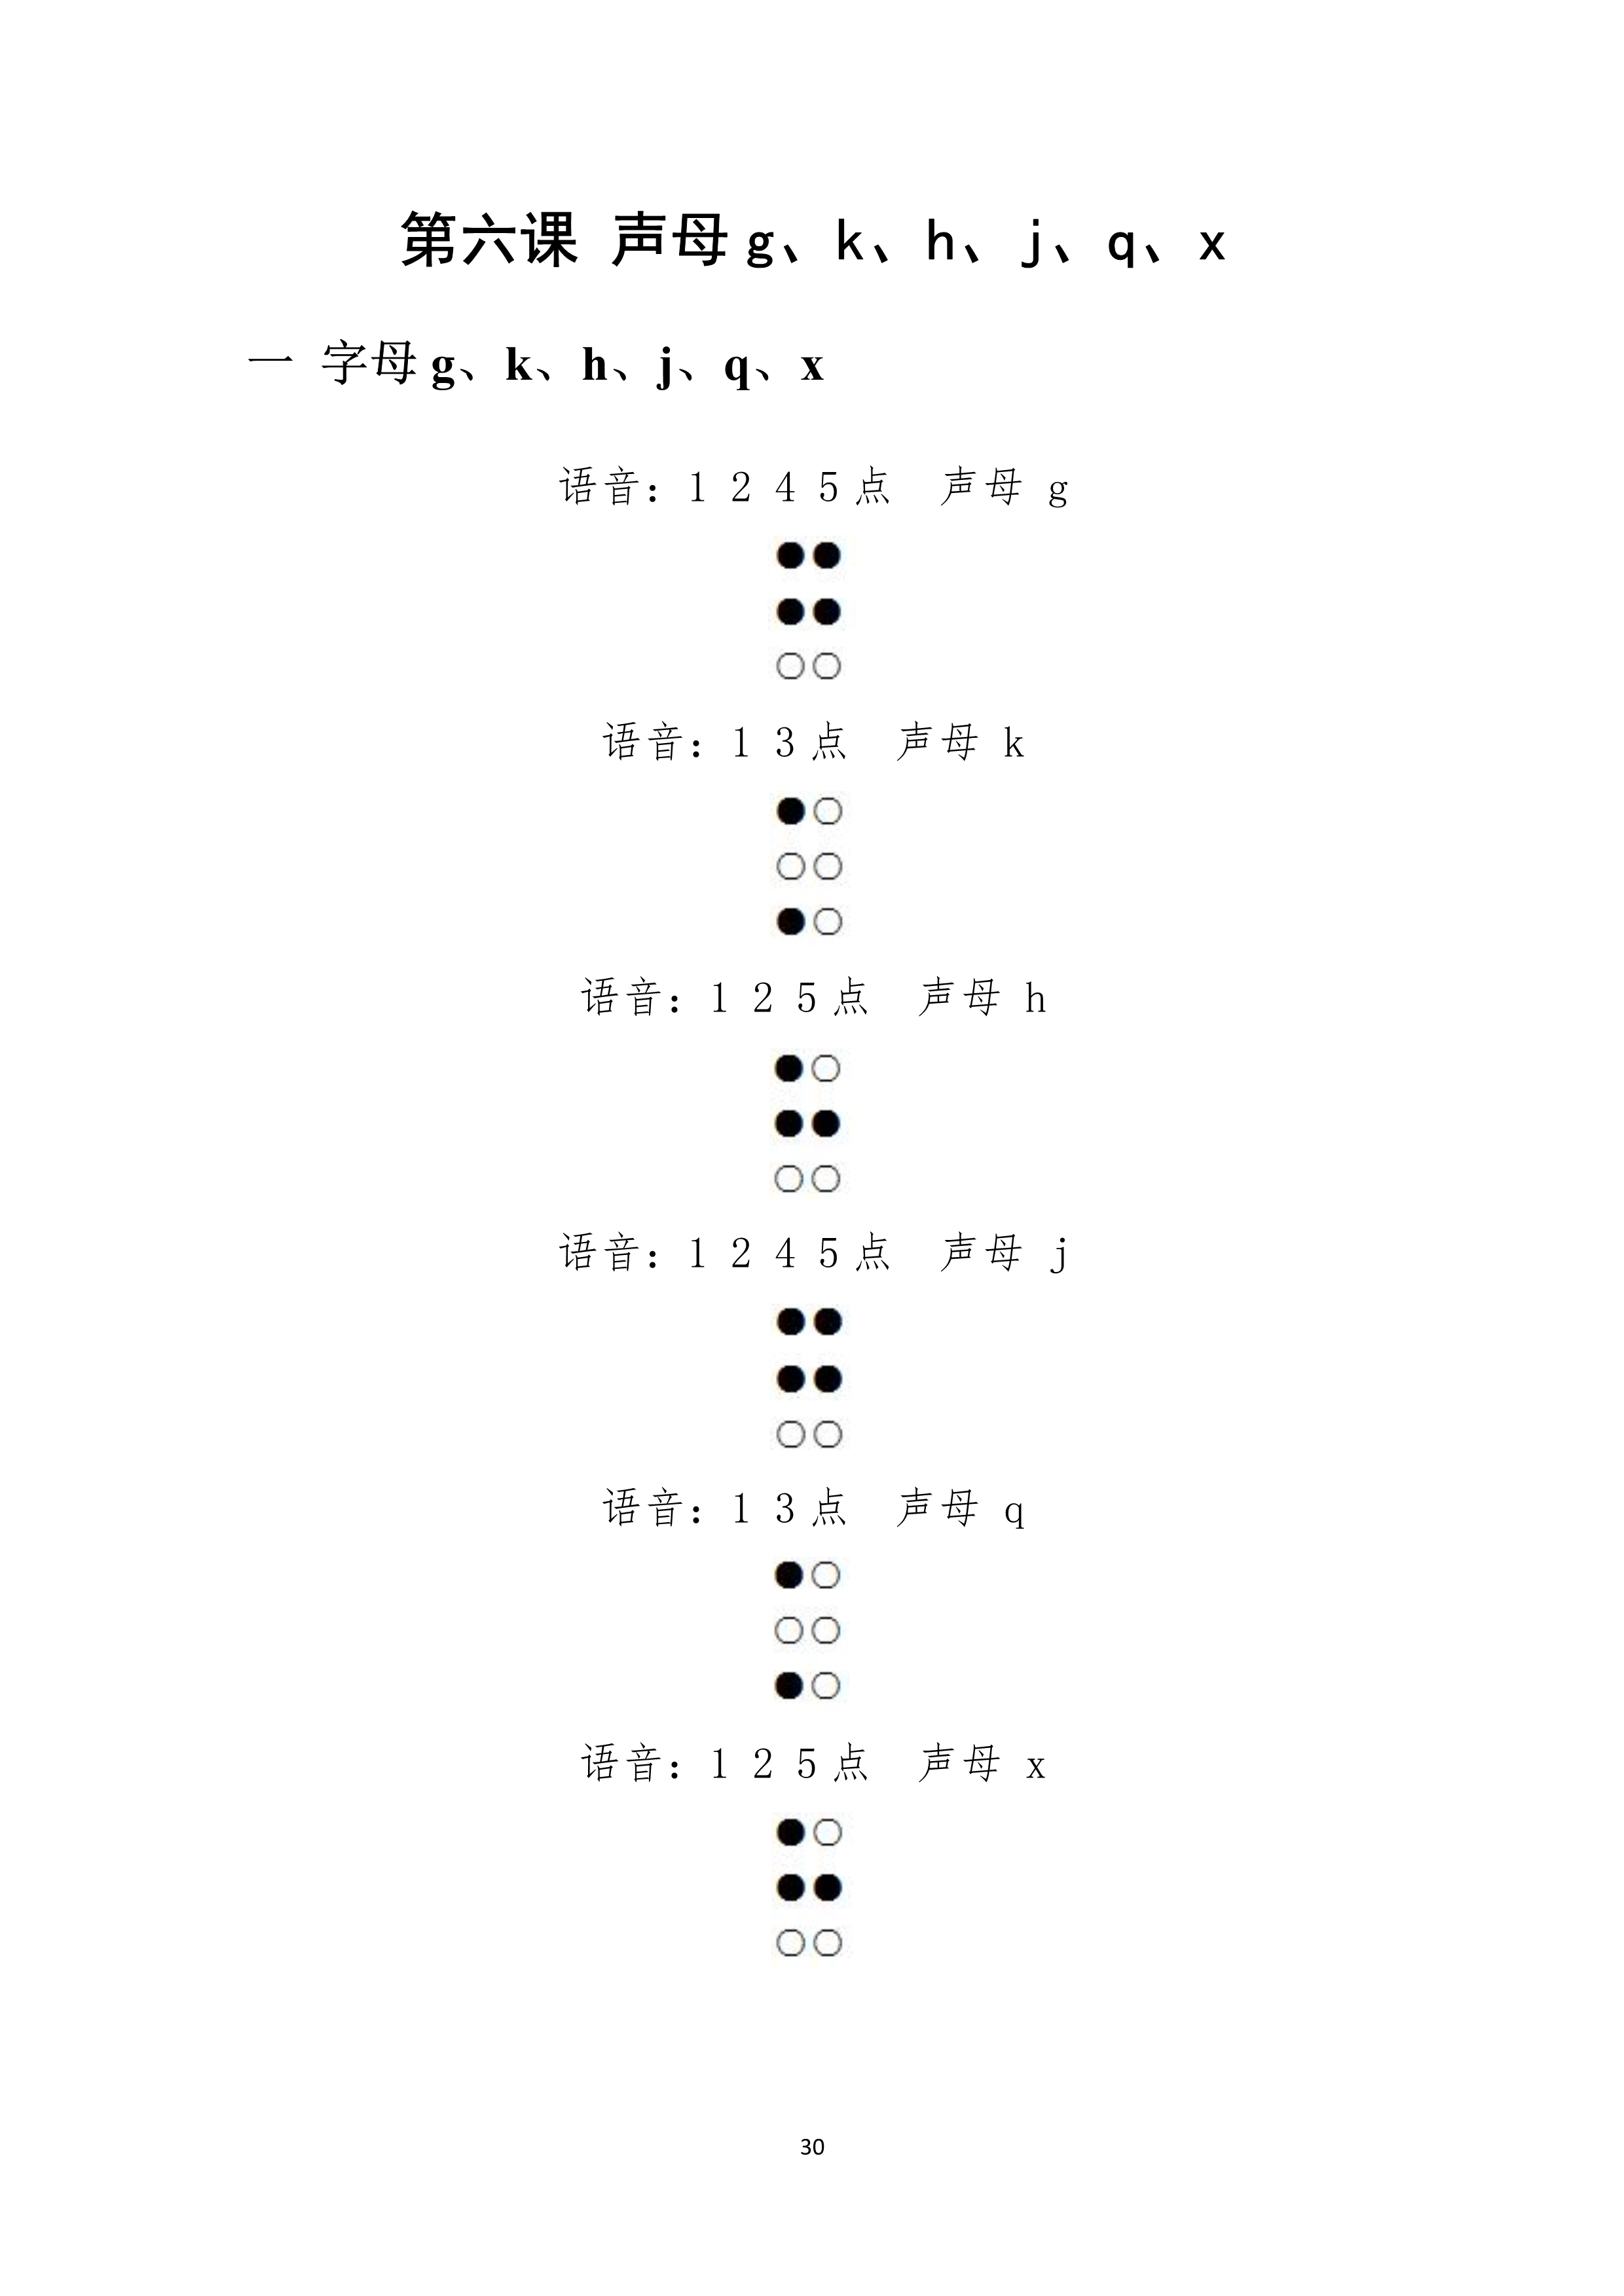 第六课 声母g、k、h、j、q、x
一 字母g、k、h、j、q、x
语音：1 2 4 5点 声母 g
●●
●●
○○
语音：1 3点 声母 k
●○
○○
●○
语音：1 2 5点 声母 h
●○
●●
○○
语音：1 2 4 5点 声母 j
●●
●●
○○
语音：1 3点 声母 q
●○
○○
●○
语音：1 2 5点 声母 x
●○
●●
○○
30